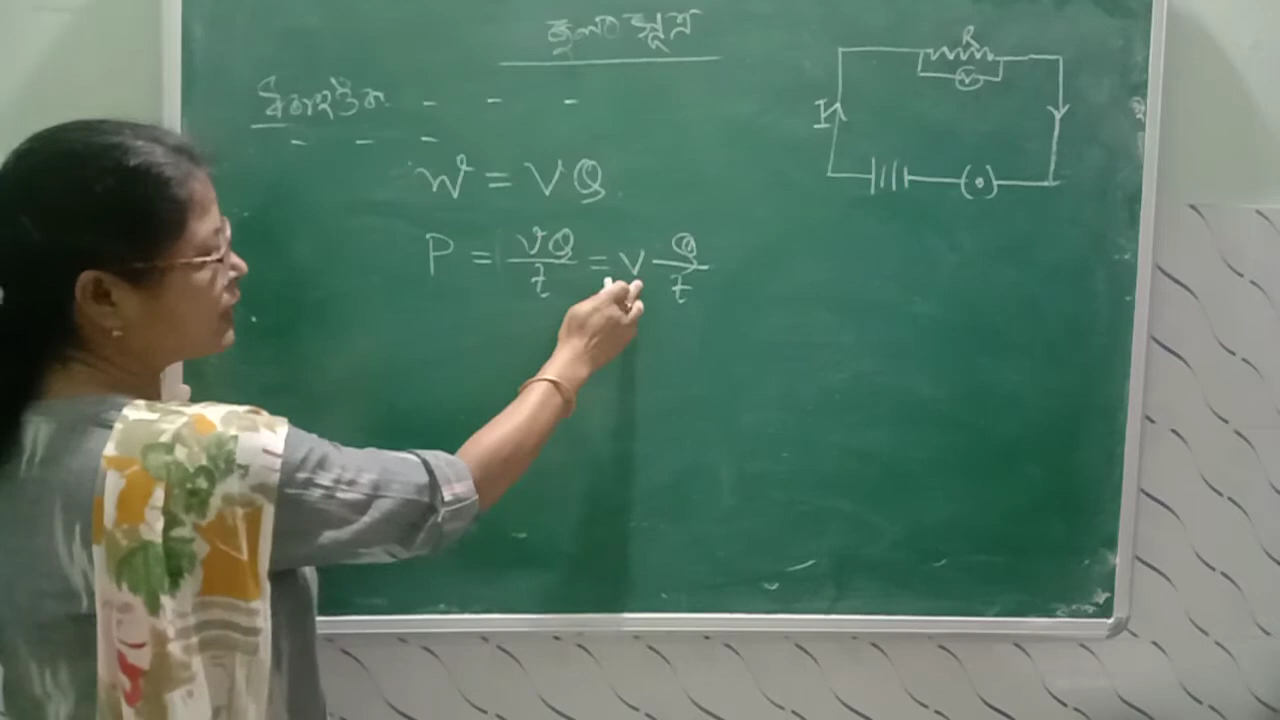 জুলৰ সূত্ৰ
W = VQ
P = VQ/t = V Q/t
R
V
I